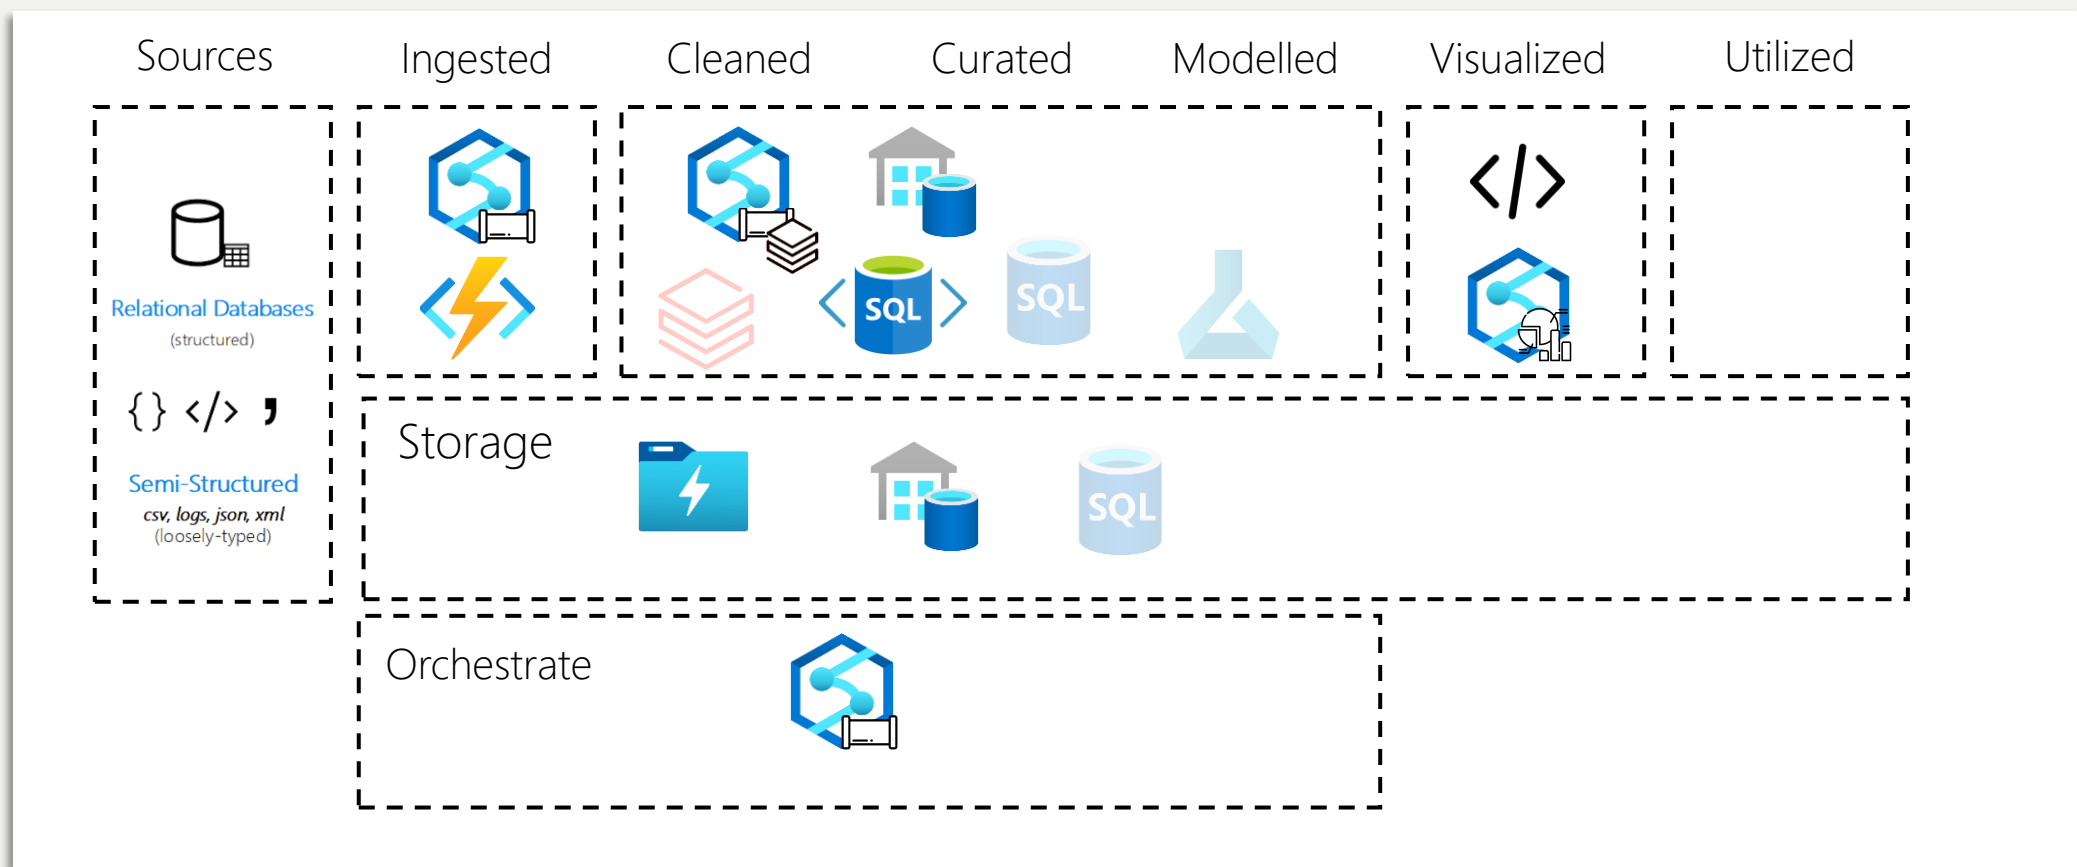 Sources
Ingested
Cleaned
Curated
Modelled
Visualized
Utilized
Relational Databases
(structured)
{} </> ,
Semi-Structured
csv, logs, json, xml
(loosely-typed)
< >
SQL
< SQL >
</>
Storage
SQL
Orchestrate